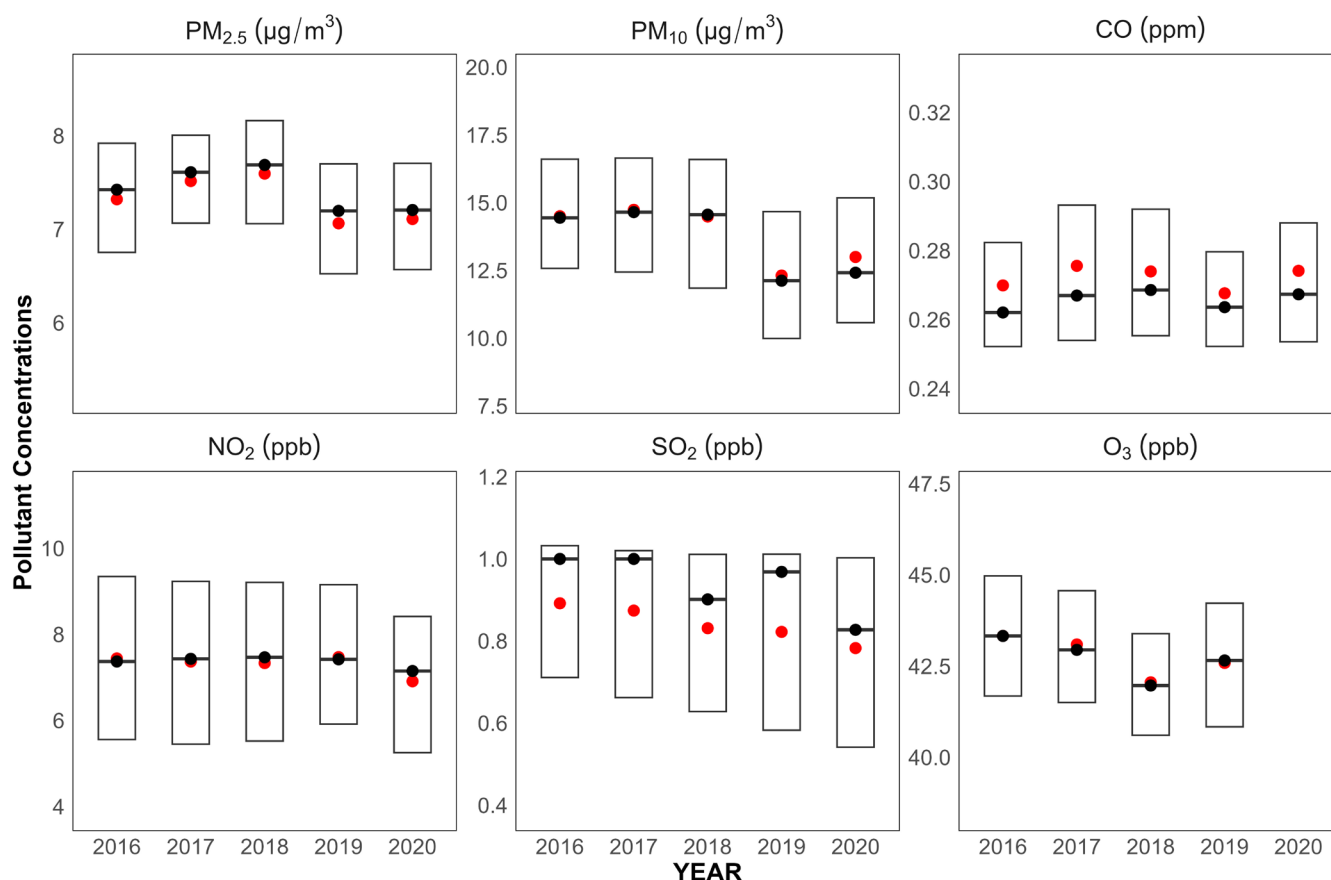 PM₂.₅ (µg/m³)
PM₁₀ (µg/m³)
CO (ppm)
8
7
6
20.0
17.5
15.0
12.5
10.0
7.5
0.32
0.30
0.28
0.26
0.24
Pollutant Concentrations
NO₂ (ppb)
SO₂ (ppb)
O₃ (ppb)
10
8
6
4
1.2
1.0
0.8
0.6
0.4
47.5
45.0
42.5
40.0
2016 2017 2018 2019 2020
2016 2017 2018 2019 2020
2016 2017 2018 2019 2020
YEAR